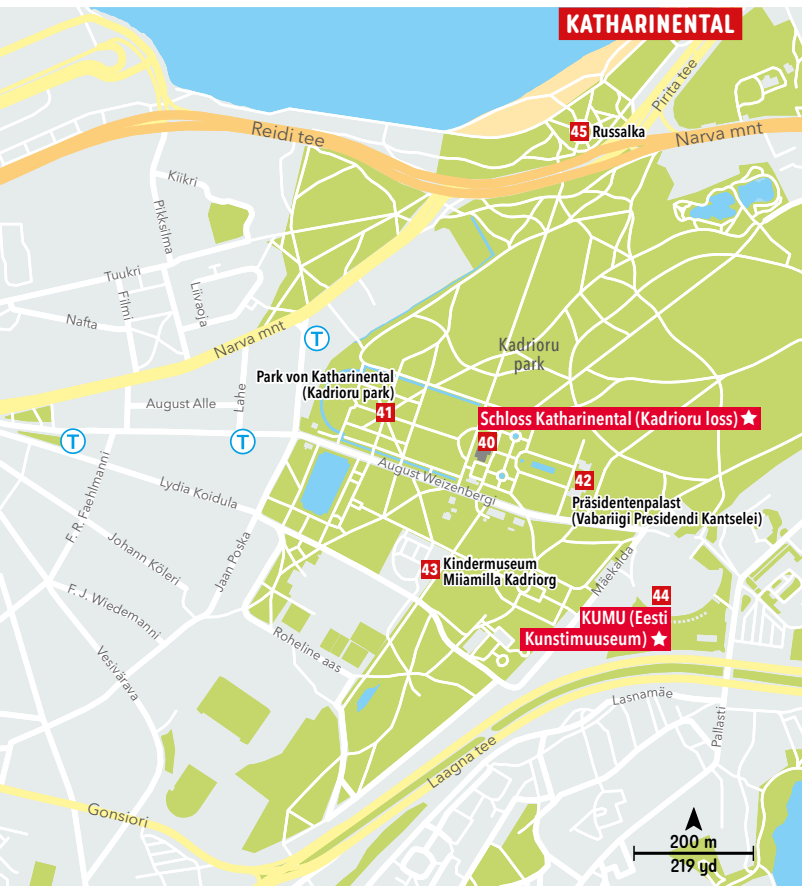 KATHARINENTAL
Pirita tee
45 Russalka
Reidi tee
Narva mnt
Kiikri
Pikksilma
Tuukri
Filmi
Liivaoja
Nafta
Narva mnt
T
Kadrioru
park
Park von Katharinental
(Kadrioru park)
41
Lahe
August Alle
Schloss Katharinental (Kadrioru loss)
40
T
T
August Weizenbergi
42
Präsidentenpalast
(Vabariigi Presidendi Kantselei)
F. R. Faehlmanni
Lydia Koidula
Johann Köleri
Jaan Poska
43 Kindermuseum
Miiamilla Kadriorg
Mäekalda
44
KUMU (Eesti
Kunstimuuseum)
F. J. Wiedemanni
Roheline aas
Vesivärava
Lasnamäe
Pallasti
Laagna tee
Gonsiori
200 m
219 yd